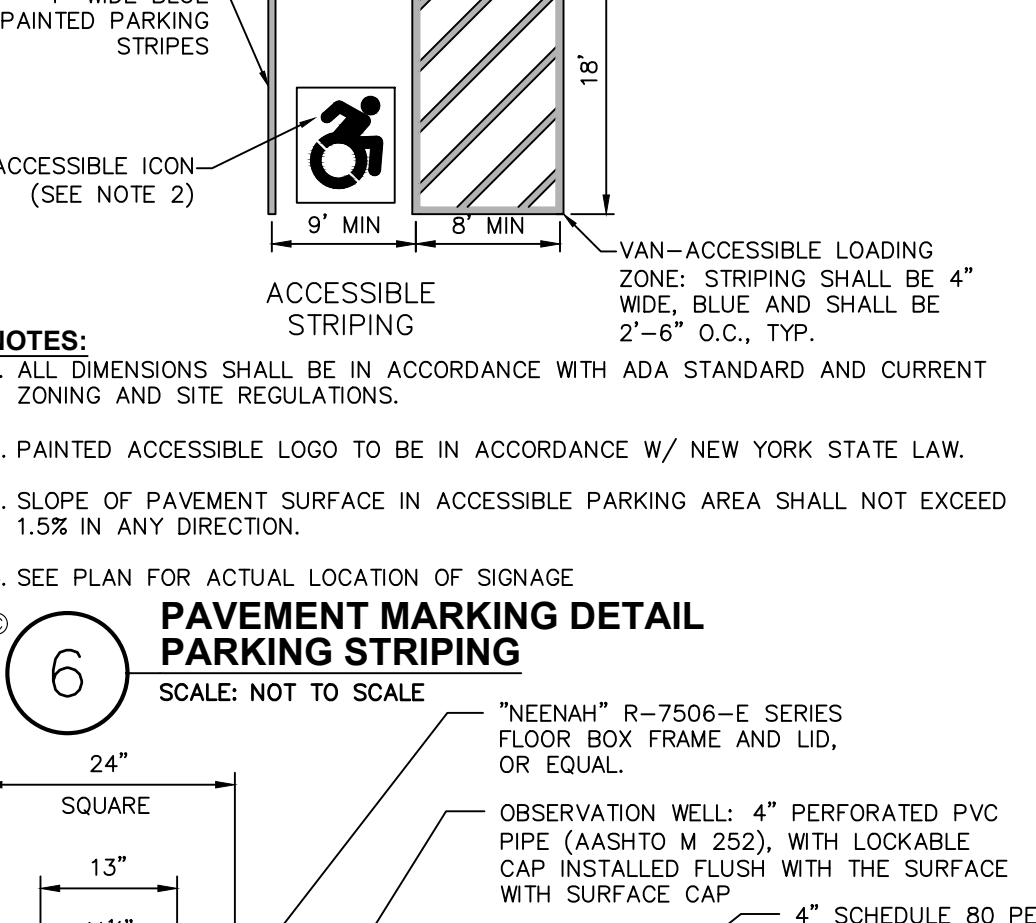 WIDE BLUE
PAINTED PARKING
STRIPES
18'
ACCESSIBLE ICON
(SEE NOTE 2)
9' MIN
8' MIN
VAN-ACCESSIBLE LOADING
ZONE: STRIPING SHALL BE 4"
WIDE, BLUE AND SHALL BE
2'-6" O.C., TYP.
ACCESSIBLE
STRIPING
NOTES:
. ALL DIMENSIONS SHALL BE IN ACCORDANCE WITH ADA STANDARD AND CURRENT
ZONING AND SITE REGULATIONS.
. PAINTED ACCESSIBLE LOGO TO BE IN ACCORDANCE W/ NEW YORK STATE LAW.
. SLOPE OF PAVEMENT SURFACE IN ACCESSIBLE PARKING AREA SHALL NOT EXCEED
1.5% IN ANY DIRECTION.
. SEE PLAN FOR ACTUAL LOCATION OF SIGNAGE
©
6
PAVEMENT MARKING DETAIL
PARKING STRIPING
SCALE: NOT TO SCALE
"NEENAH" R-7506-E SERIES
FLOOR BOX FRAME AND LID,
OR EQUAL.
24"
SQUARE
OBSERVATION WELL: 4" PERFORATED PVC
PIPE (AASHTO M 252), WITH LOCKABLE
CAP INSTALLED FLUSH WITH THE SURFACE
WITH SURFACE CAP
13"
4" SCHEDULE 80 PE